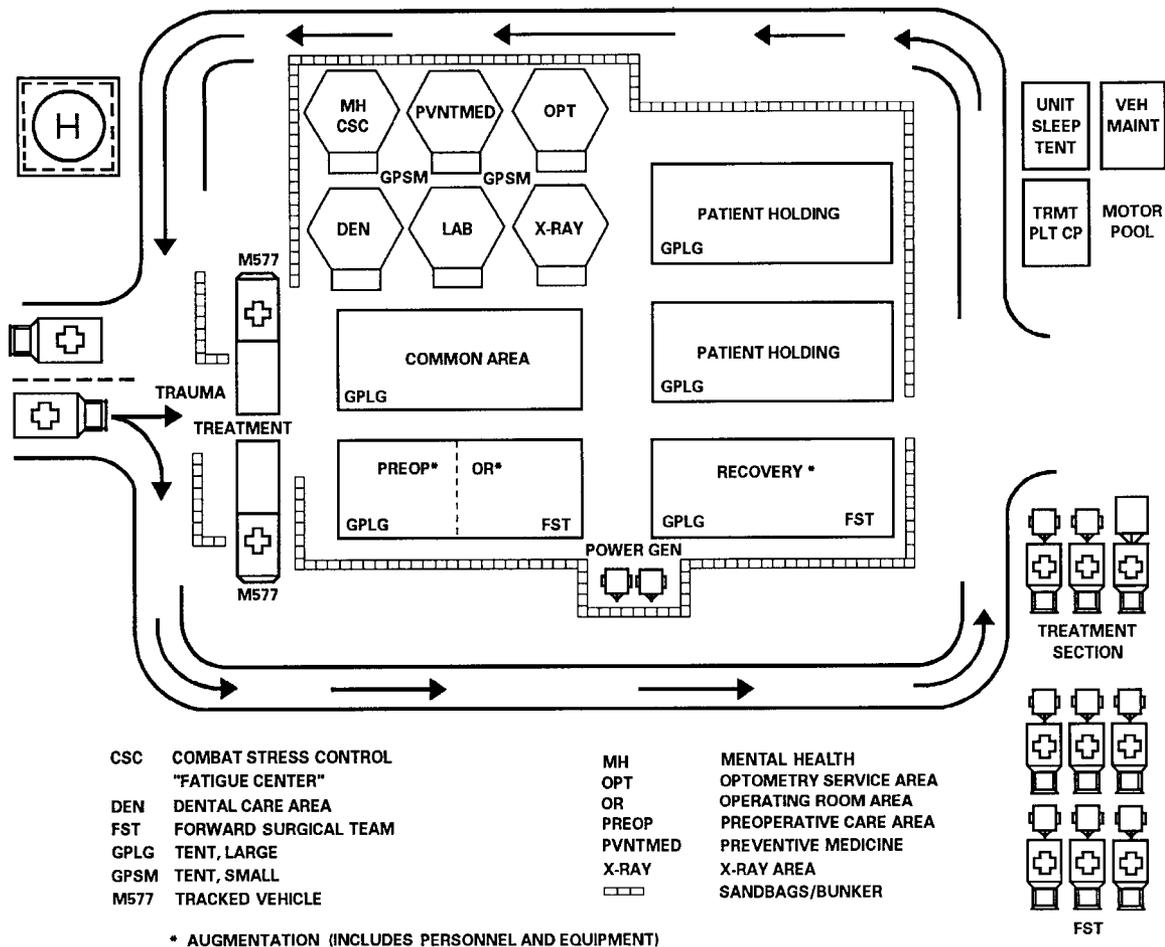 H
MH
CSC
PVNTMED
OPT
GPSM
GPSM
DEN
LAB
X-RAY
PATIENT HOLDING
GPLG
UNIT
SLEEP
TENT
VEH
MAINT
TRMT
PLT CP
MOTOR
POOL
M577
COMMON AREA
GPLG
PATIENT HOLDING
GPLG
TRAUMA
TREATMENT
PREOP*
OR*
GPLG
FST
RECOVERY *
GPLG
FST
POWER GEN
M577
TREATMENT
SECTION
FST
CSC COMBAT STRESS CONTROL
"FATIGUE CENTER"
DEN DENTAL CARE AREA
FST FORWARD SURGICAL TEAM
GPLG TENT, LARGE
GPSM TENT, SMALL
M577 TRACKED VEHICLE
MH MENTAL HEALTH
OPT OPTOMETRY SERVICE AREA
OR OPERATING ROOM AREA
PREOP PREOPERATIVE CARE AREA
PVNTMED PREVENTIVE MEDICINE
X-RAY X-RAY AREA
SANDBAGS/BUNKER
* AUGMENTATION (INCLUDES PERSONNEL AND EQUIPMENT)